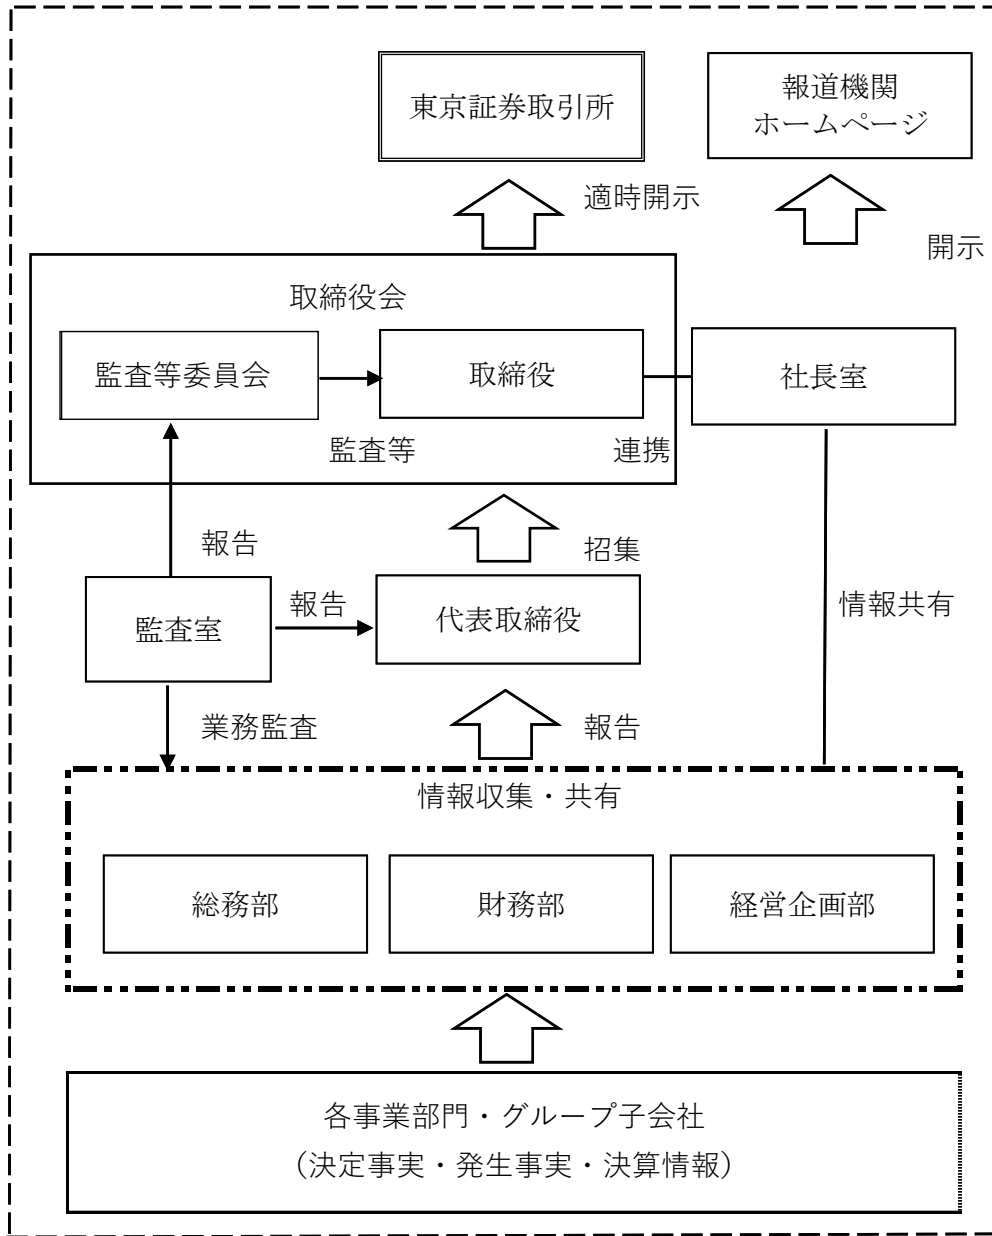 東京証券取引所
報道機関
ホームページ
適時開示
開示
取締役会
監査等委員会
取締役
社長室
監査等
連携
報告
招集
監査室
報告
代表取締役
情報共有
業務監査
報告
情報収集・共有
総務部
財務部
経営企画部
各事業部門・グループ子会社
（決定事実・発生事実・決算情報）